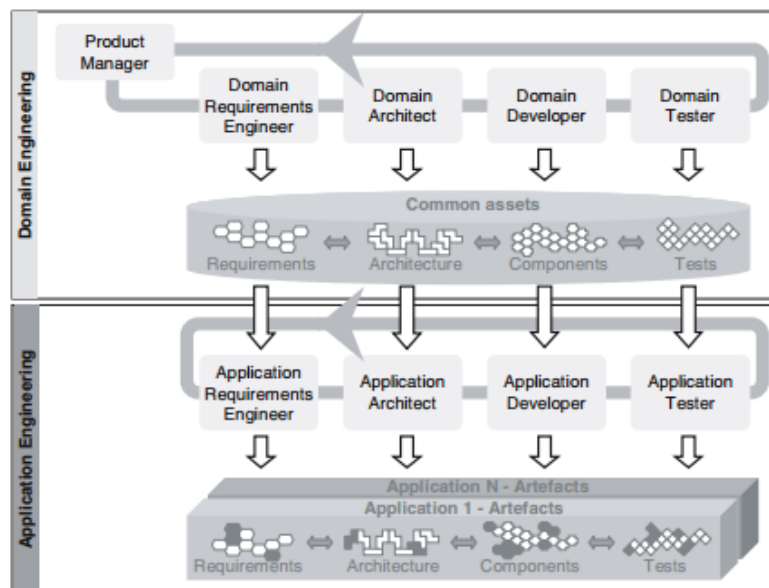 Domain Engineering
Product
Manager
Domain
Requirements
Engineer
Domain
Architect
Domain
Developer
Domain
Tester
Common assets
Requirements
Architecture
Components
Tests
Application Engineering
Application
Requirements
Engineer
Application
Architect
Application
Developer
Application
Tester
Application N - Artefacts
Application 1 - Artefacts
Requirements
Architecture
Components
Tests